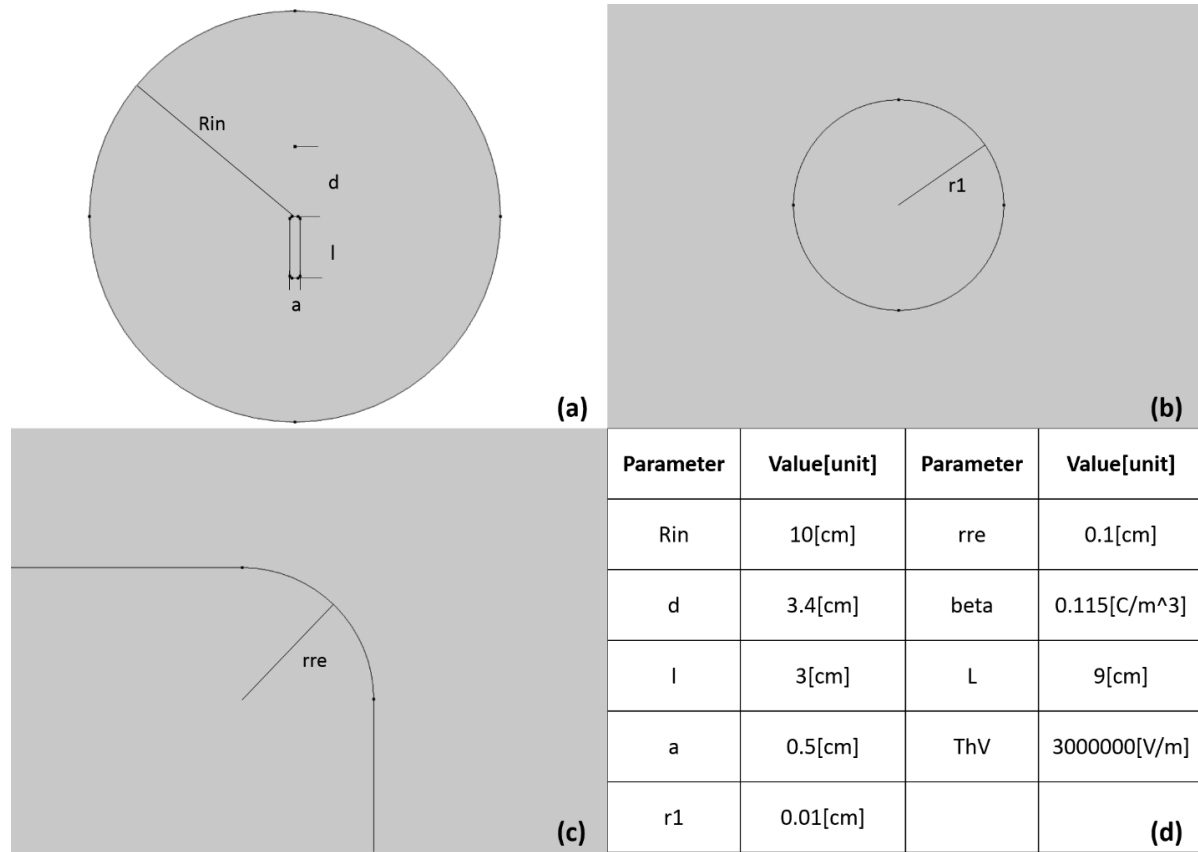 Rin
d
l
a
(a)
r1
(b)
rre
(c)
Parameter Value[unit] Parameter Value[unit]
Rin 10[cm] rre 0.1[cm]
d 3.4[cm] beta 0.115[C/m^3]
l 3[cm] L 9[cm]
a 0.5[cm] ThV 3000000[V/m]
r1 0.01[cm]
(d)